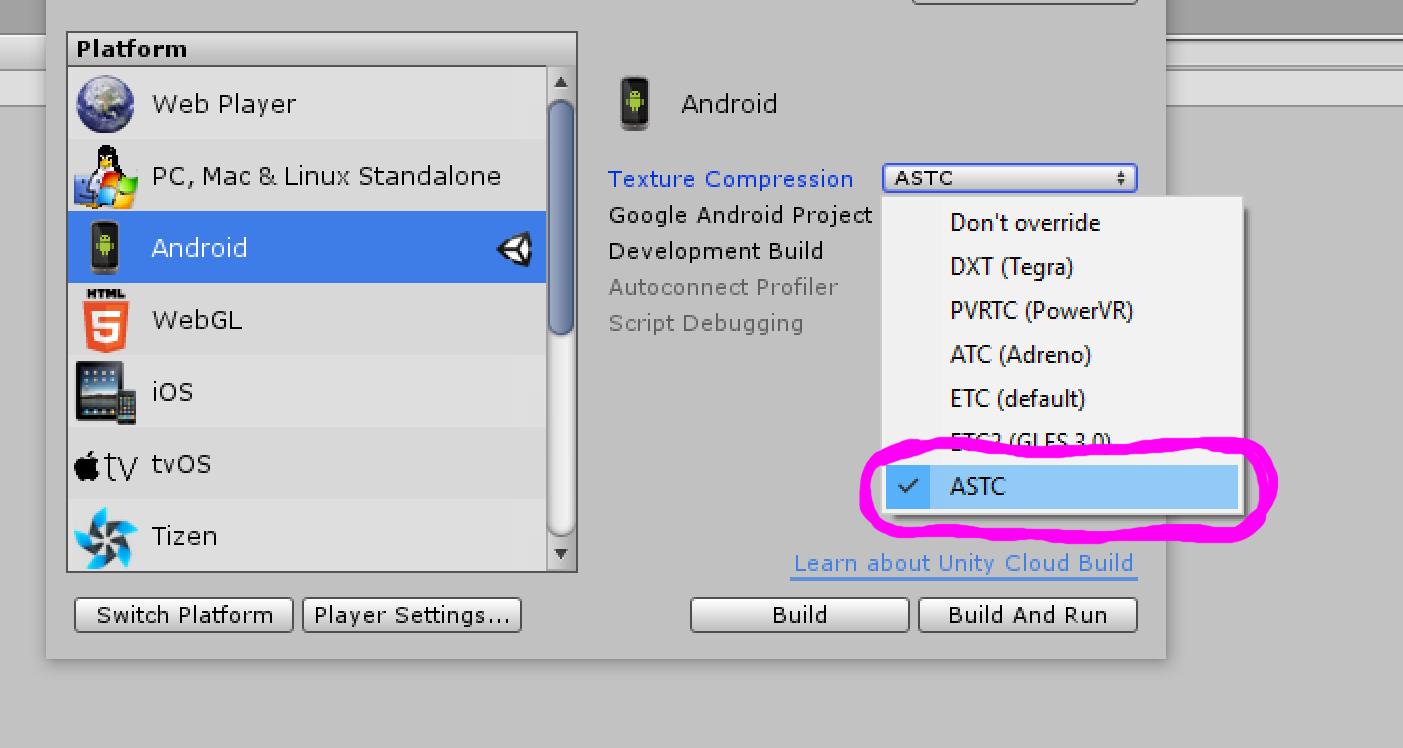 Platform
Web Player
PC, Mac & Linux Standalone
Android
HTML
5
WebGL
iOS
tv
tvOS
Tizen
Switch Platform
Player Settings...
Android
Texture Compression
ASTC
Google Android Project
Development Build
Autoconnect Profiler
Script Debugging
Don't override
DXT (Tegra)
PVRTC (PowerVR)
ATC (Adreno)
ETC (default)
ETC2 (GLES 3.0)
ASTC
Learn about Unity Cloud Build
Build
Build And Run